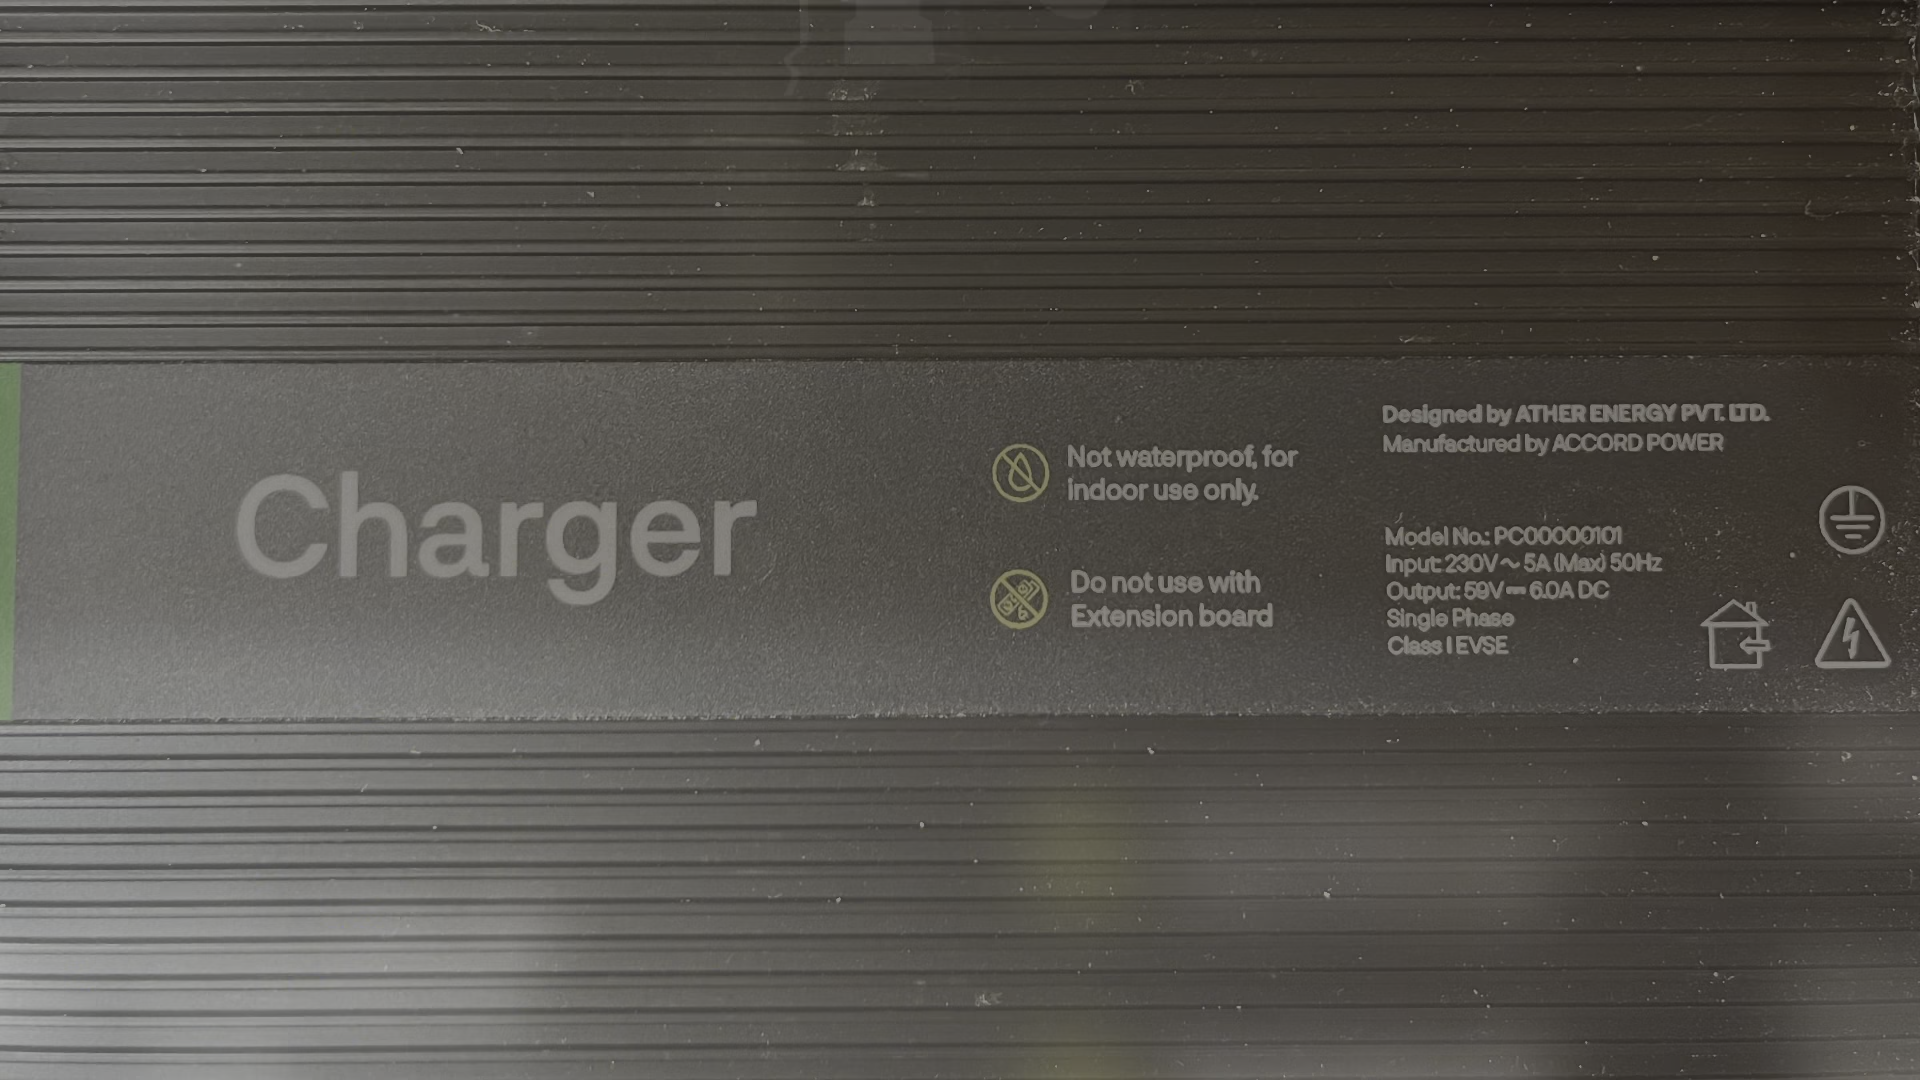 Charger
Not waterproof, for
indoor use only.
Do not use with
Extension board
Designed by ATHER ENERGY PVT. LTD.
Manufactured by ACCORD POWER
Model No.: PC00000101
Input: 230V ~ 5A (Max) 50Hz
Output: 59V ⎓ 6.0A DC
Single Phase
Class I EVSE